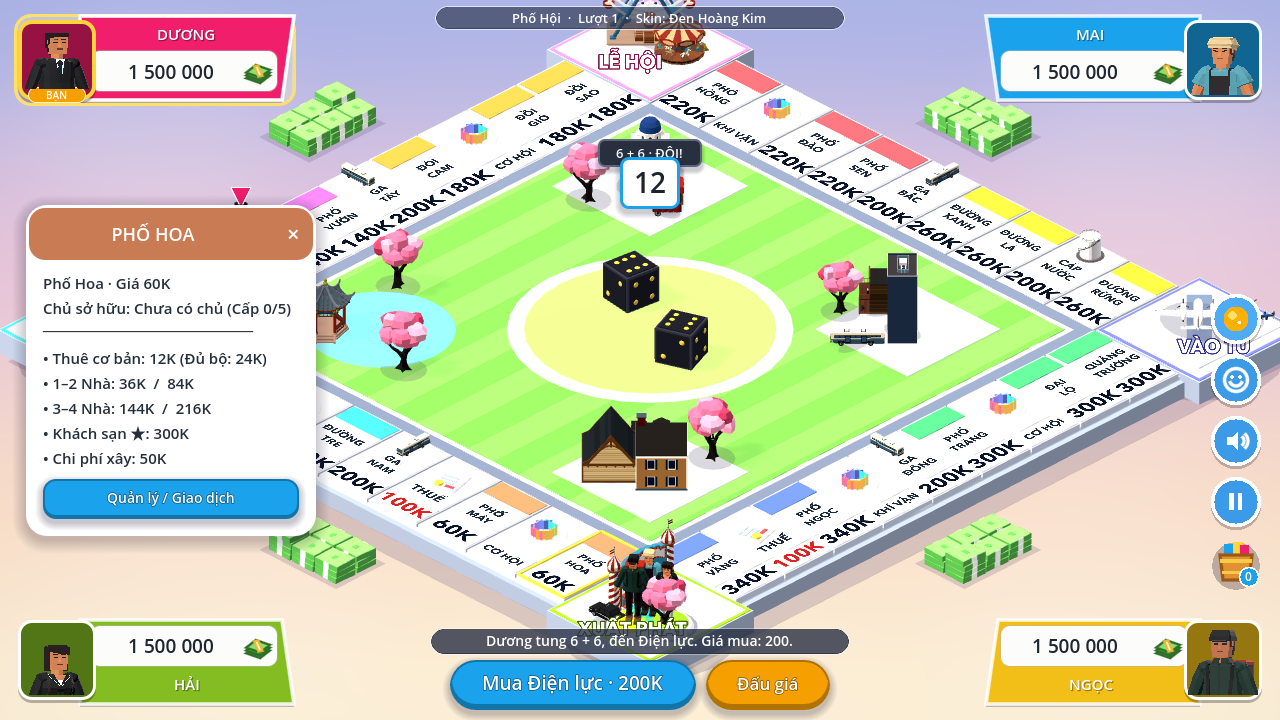 Phố Hội · Lượt 1 · Skin: Đen Hoàng Kim
DƯƠNG
1 500 000
BẠN
MAI
1 500 000
LỄ HỘI
ĐỒI SAO
180K
ĐỒI GIÓ
180K
CƠ HỘI
ĐỒI CAM
180K
GA TÂY
200K
PHỐ VƯỜN
140K
220K
PHỐ HỒNG
KHÍ VẬN
220K
PHỐ ĐÀO
220K
PHỐ SEN
200K
GA BẮC
260K
ĐƯỜNG XANH
260K
ĐƯỜNG LA
200K
CẤP NƯỚC
260K
ĐƯỜNG RỪNG
VÀO TÙ
6 + 6 · ĐÔI!
12
PHỐ HOA
×
Phố Hoa · Giá 60K
Chủ sở hữu: Chưa có chủ (Cấp 0/5)
• Thuê cơ bản: 12K (Đủ bộ: 24K)
• 1–2 Nhà: 36K / 84K
• 3–4 Nhà: 144K / 216K
• Khách sạn ★: 300K
• Chi phí xây: 50K
Quản lý / Giao dịch
ĐƯỜNG TRE
GA NAM
200K
THUẾ
100K
PHỐ MÂY
60K
CƠ HỘI
PHỐ HOA
60K
XUẤT PHÁT
QUẢNG TRƯỜNG
300K
ĐẠI LỘ
300K
CƠ HỘI
PHỐ TRẮNG
300K
GA ĐÔNG
200K
KHÍ VẬN
PHỐ NGỌC
340K
THUẾ
100K
PHỐ VÀNG
340K
0
Dương tung 6 + 6, đến Điện lực. Giá mua: 200.
Mua Điện lực · 200K
Đấu giá
1 500 000
HẢI
1 500 000
NGỌC